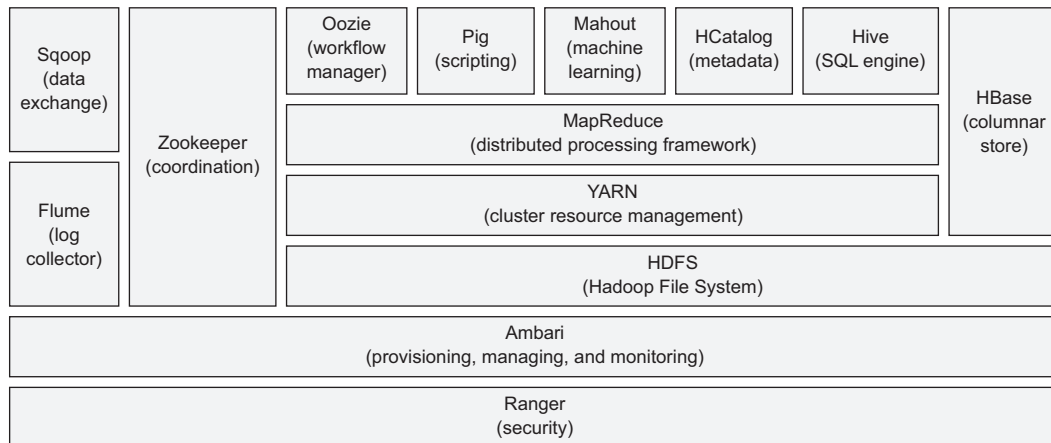 Sqoop
(data
exchange)
Flume
(log
collector)
Zookeeper
(coordination)
Oozie
(workflow
manager)
Pig
(scripting)
Mahout
(machine
learning)
HCatalog
(metadata)
Hive
(SQL engine)
MapReduce
(distributed processing framework)
YARN
(cluster resource management)
HBase
(columnar
store)
HDFS
(Hadoop File System)
Ambari
(provisioning, managing, and monitoring)
Ranger
(security)